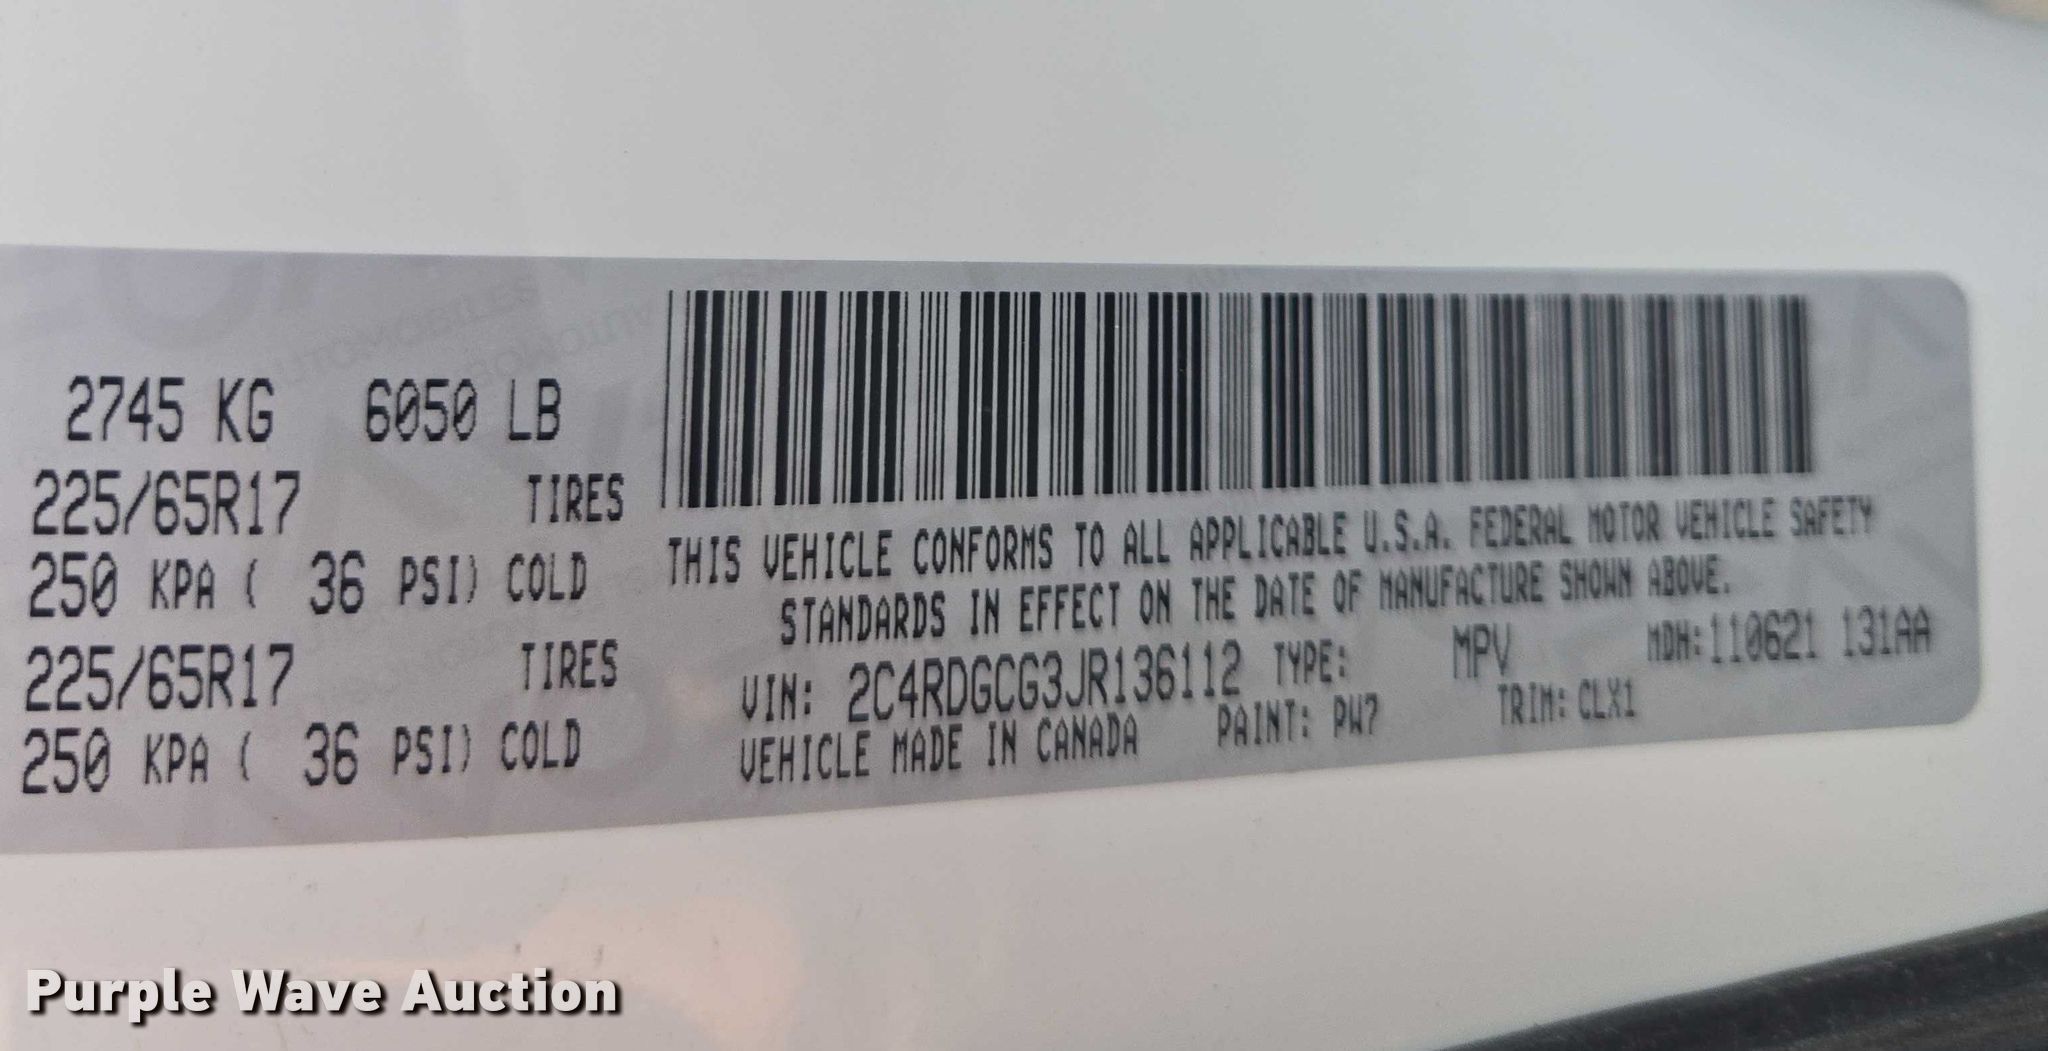 2745 KG 6050 LB
225/65R17 TIRES
250 KPA ( 36 PSI) COLD
225/65R17 TIRES
250 KPA ( 36 PSI) COLD
THIS VEHICLE CONFORMS TO ALL APPLICABLE U.S.A. FEDERAL MOTOR VEHICLE SAFETY
STANDARDS IN EFFECT ON THE DATE OF MANUFACTURE SHOWN ABOVE.
VIN: 2C4RDGCG3JR136112 TYPE: MPV MDH:110621 131AA
VEHICLE MADE IN CANADA PAINT: PW7 TRIM: CLX1
Purple Wave Auction